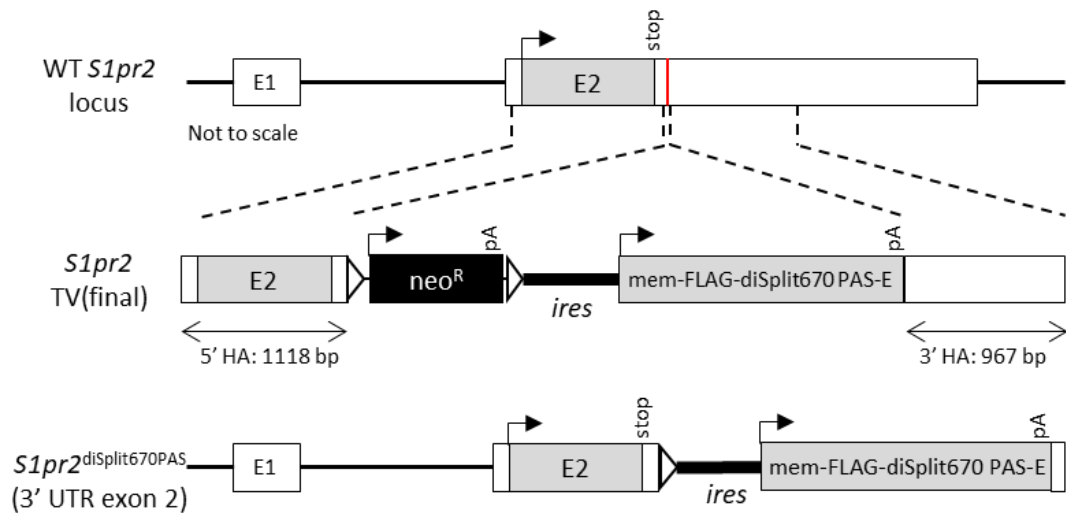 stop
WT S1pr2
locus
E1
E2
Not to scale
pA
pA
S1pr2
TV(final)
E2
neoR
mem-FLAG-diSplit670 PAS-E
ires
5' HA: 1118 bp
3' HA: 967 bp
stop
pA
S1pr2diSplit670PAS
(3' UTR exon 2)
E1
E2
mem-FLAG-diSplit670 PAS-E
ires